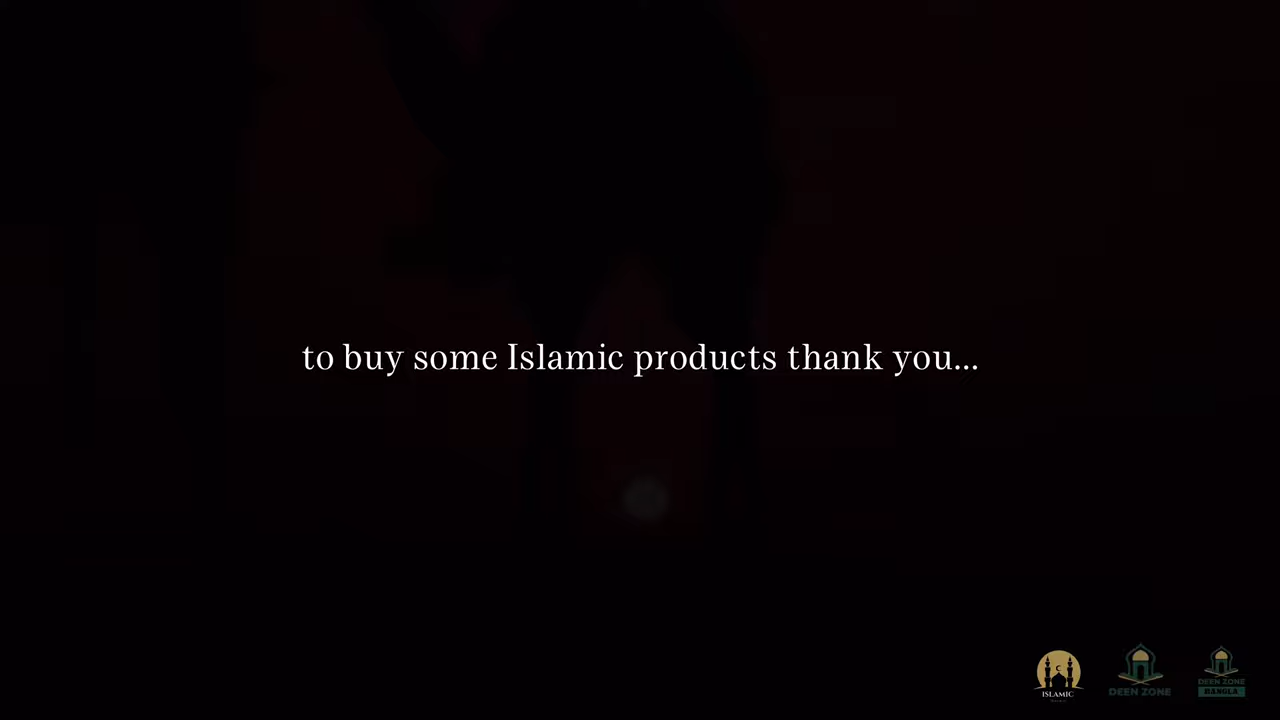 to buy some Islamic products thank you...
ISLAMIC
DEEN ZONE
DEEN ZONE
BANGLA